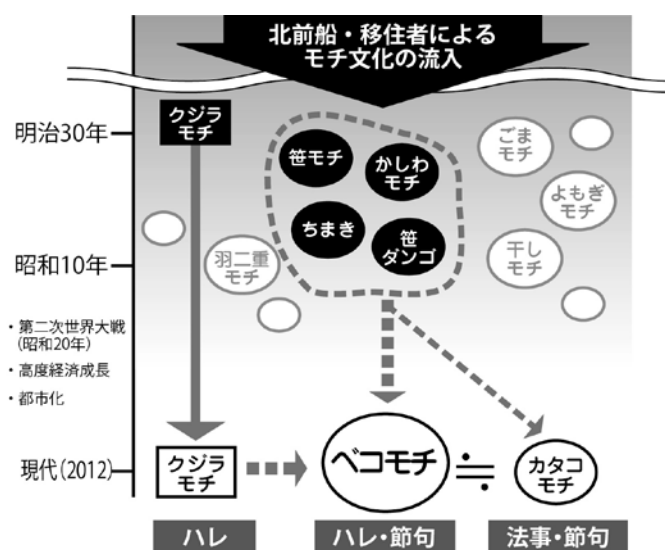 北前船・移住者による
モチ文化の流入
明治30年
クジラ
モチ
笹モチ
かしわ
モチ
ごま
モチ
よもぎ
モチ
ちまき
笹
ダンゴ
羽二重
モチ
干し
モチ
昭和10年
・第二次世界大戦
(昭和20年)
・高度経済成長
・都市化
現代(2012)
クジラ
モチ
ベコモチ
≒
カタコ
モチ
ハレ
ハレ・節句
法事・節句